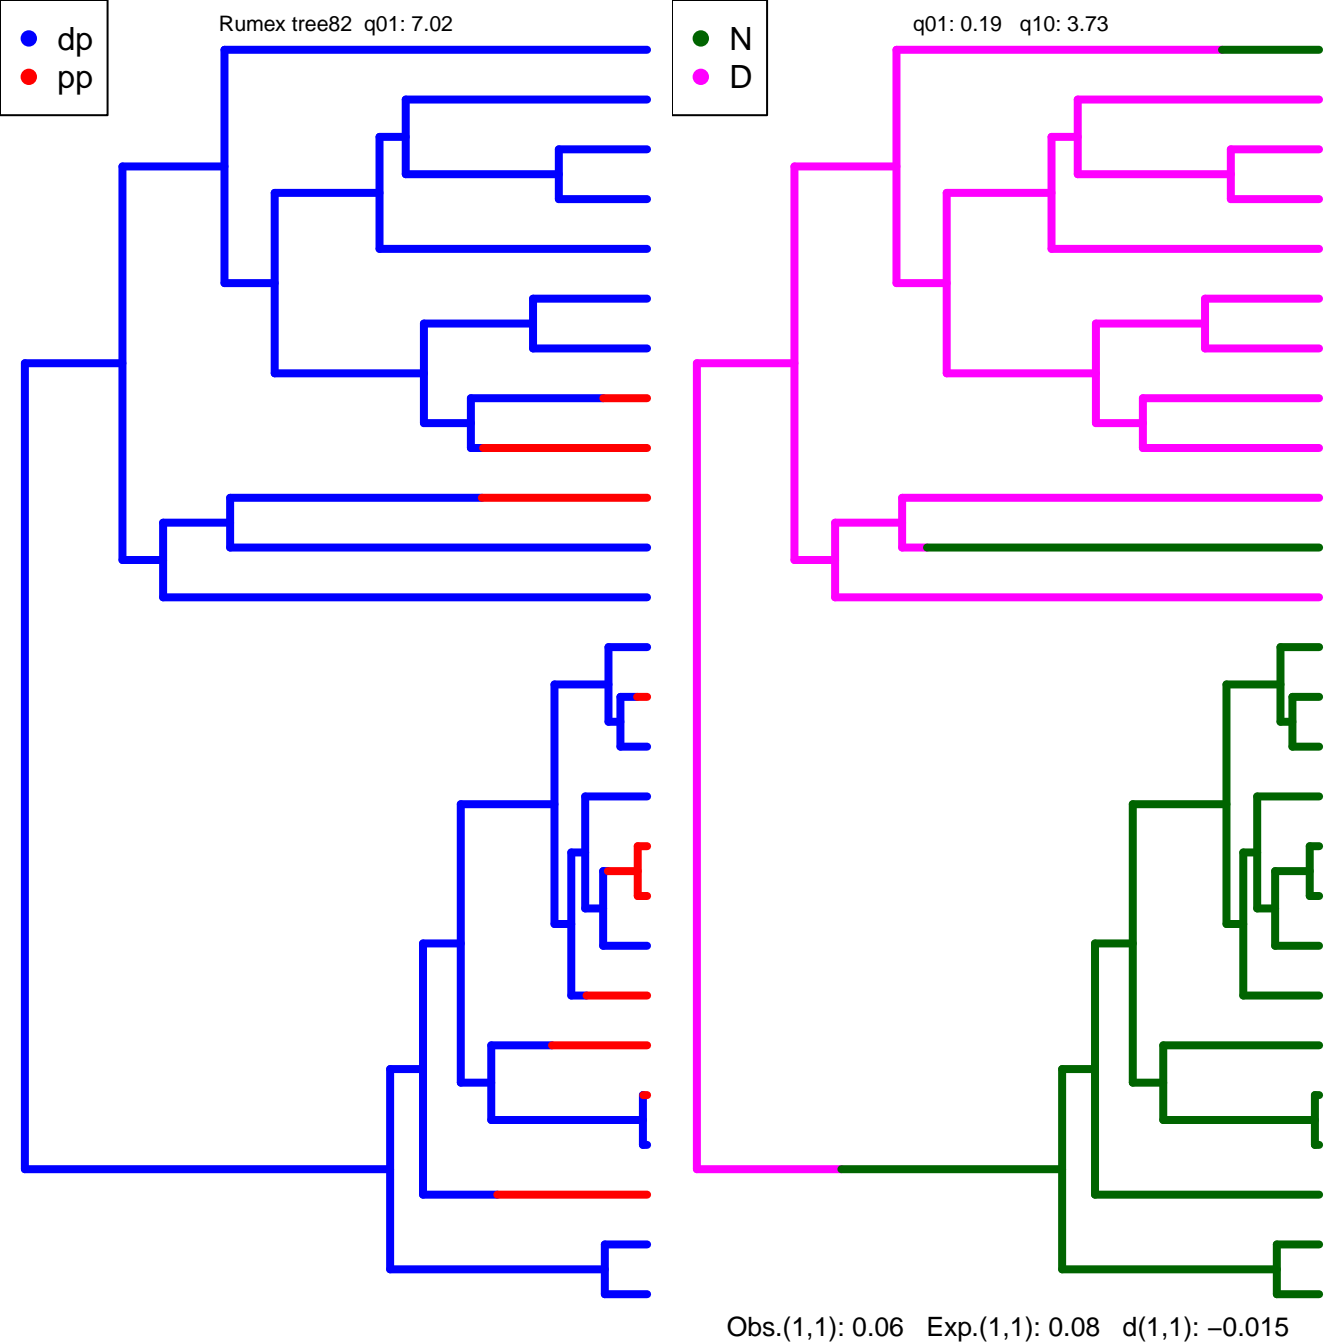 Rumex tree82 q01: 7.02
dp
pp
q01: 0.19 q10: 3.73
N
D
Obs.(1,1): 0.06 Exp.(1,1): 0.08 d(1,1): −0.015